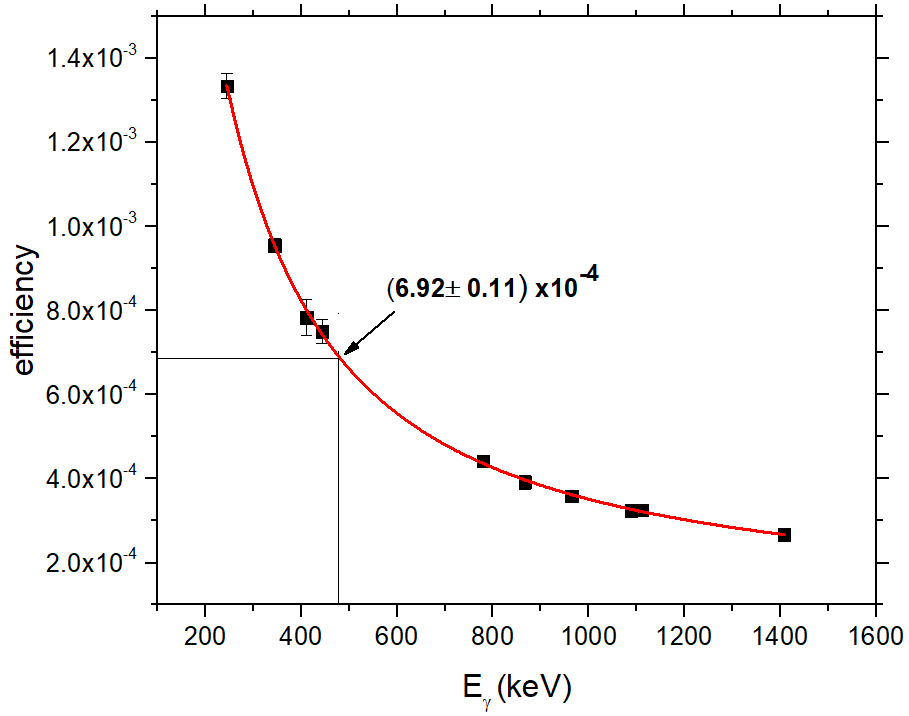 1.4x10⁻³
1.2x10⁻³
1.0x10⁻³
8.0x10⁻⁴
6.0x10⁻⁴
4.0x10⁻⁴
2.0x10⁻⁴
efficiency
(6.92± 0.11) x10⁻⁴
200 400 600 800 1000 1200 1400 1600
Eᵧ (keV)